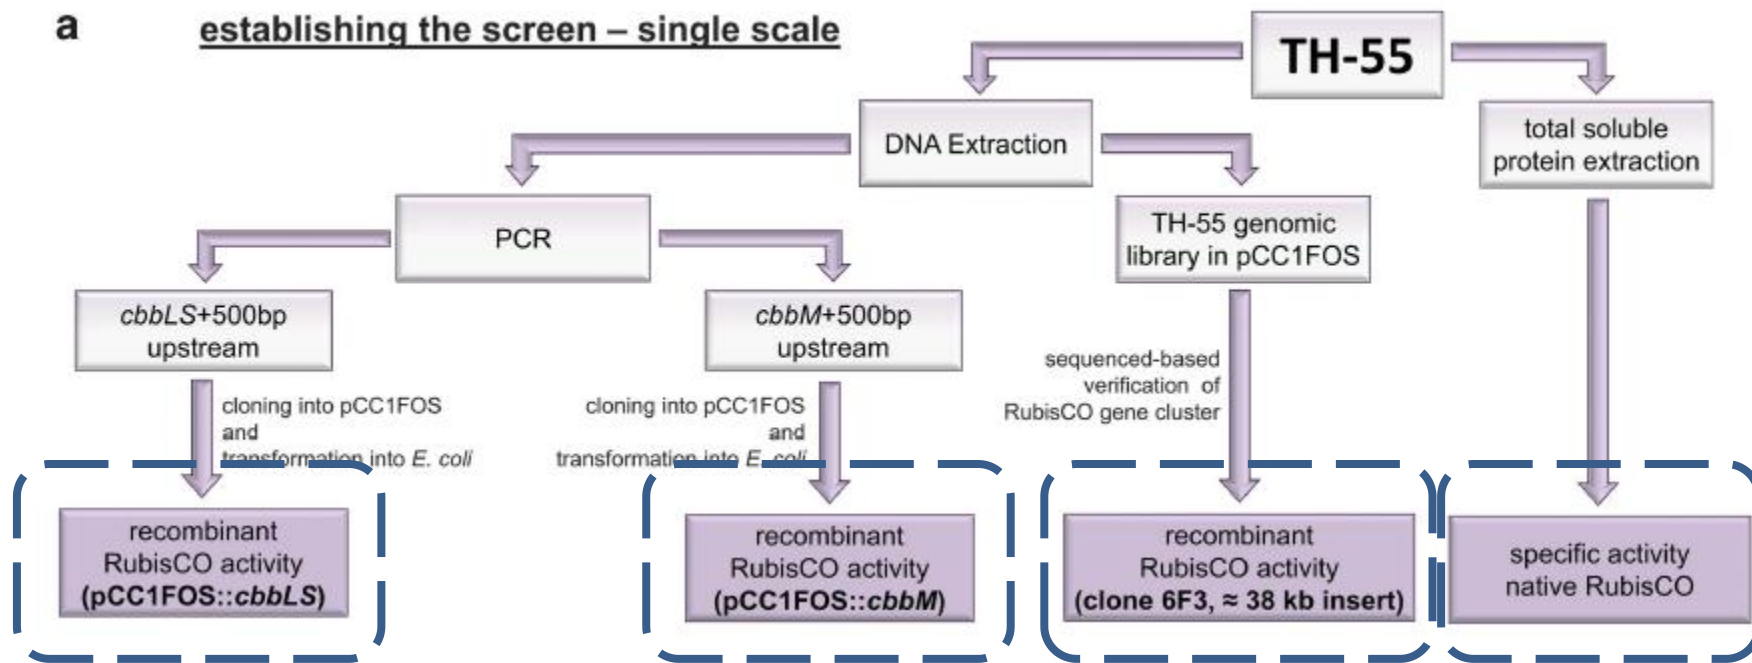 a
establishing the screen – single scale
TH-55
DNA Extraction
total soluble
protein extraction
PCR
TH-55 genomic
library in pCC1FOS
cbbLS+500bp
upstream
cbbM+500bp
upstream
cloning into pCC1FOS
and
transformation into E. coli
cloning into pCC1FOS
and
transformation into E. coli
sequenced-based
verification of
RubisCO gene cluster
recombinant
RubisCO activity
(pCC1FOS::cbbLS)
recombinant
RubisCO activity
(pCC1FOS::cbbM)
recombinant
RubisCO activity
(clone 6F3, ≈ 38 kb insert)
specific activity
native RubisCO